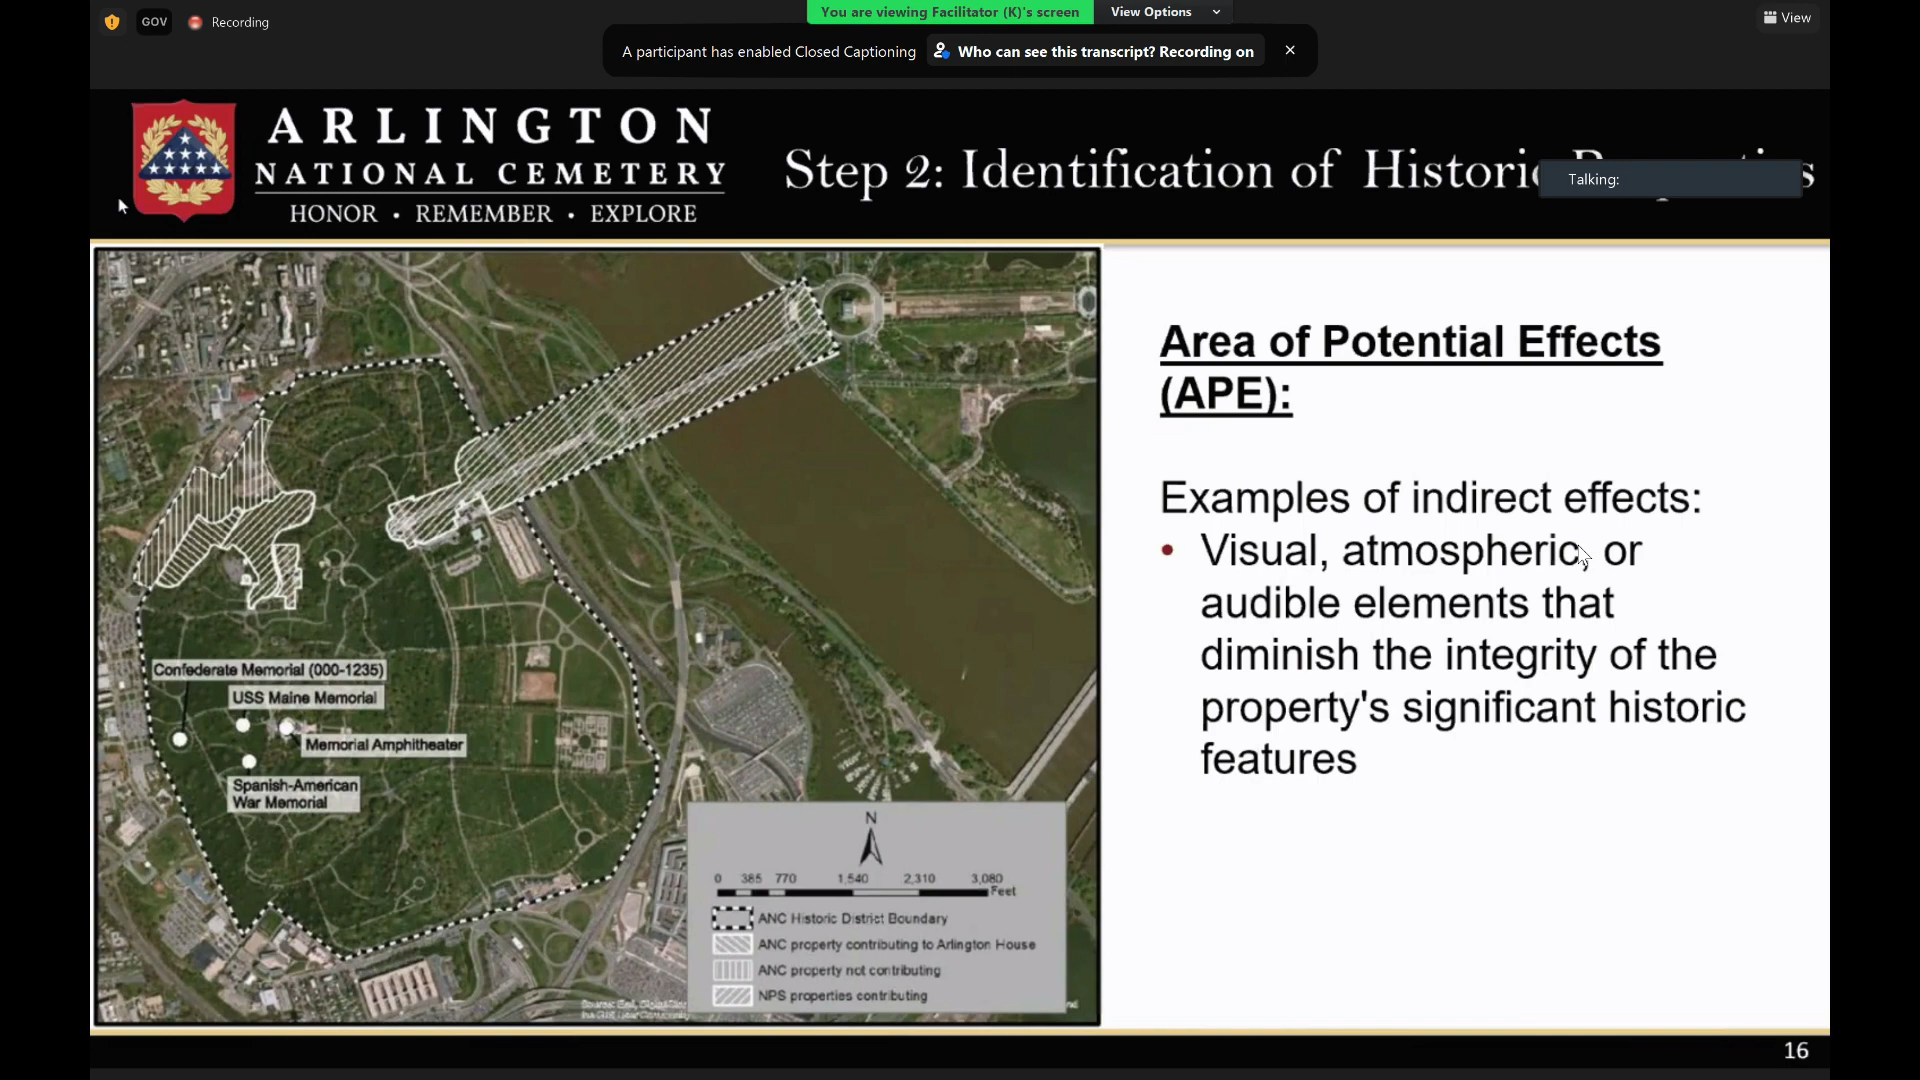 You are viewing Facilitator (K)'s screen
View Options
GOV
Recording
View
A participant has enabled Closed Captioning
Who can see this transcript? Recording on
ARLINGTON
NATIONAL CEMETERY
HONOR • REMEMBER • EXPLORE
Step 2: Identification of Historic
Talking:
Area of Potential Effects
(APE):
Examples of indirect effects:
• Visual, atmospheric, or
audible elements that
diminish the integrity of the
property's significant historic
features
Confederate Memorial (000-1235)
USS Maine Memorial
Memorial Amphitheater
Spanish-American
War Memorial
N
0 385 770 1,540 2,310 3,080
Feet
ANC Historic District Boundary
ANC property contributing to Arlington House
ANC property not contributing
NPS properties contributing
16